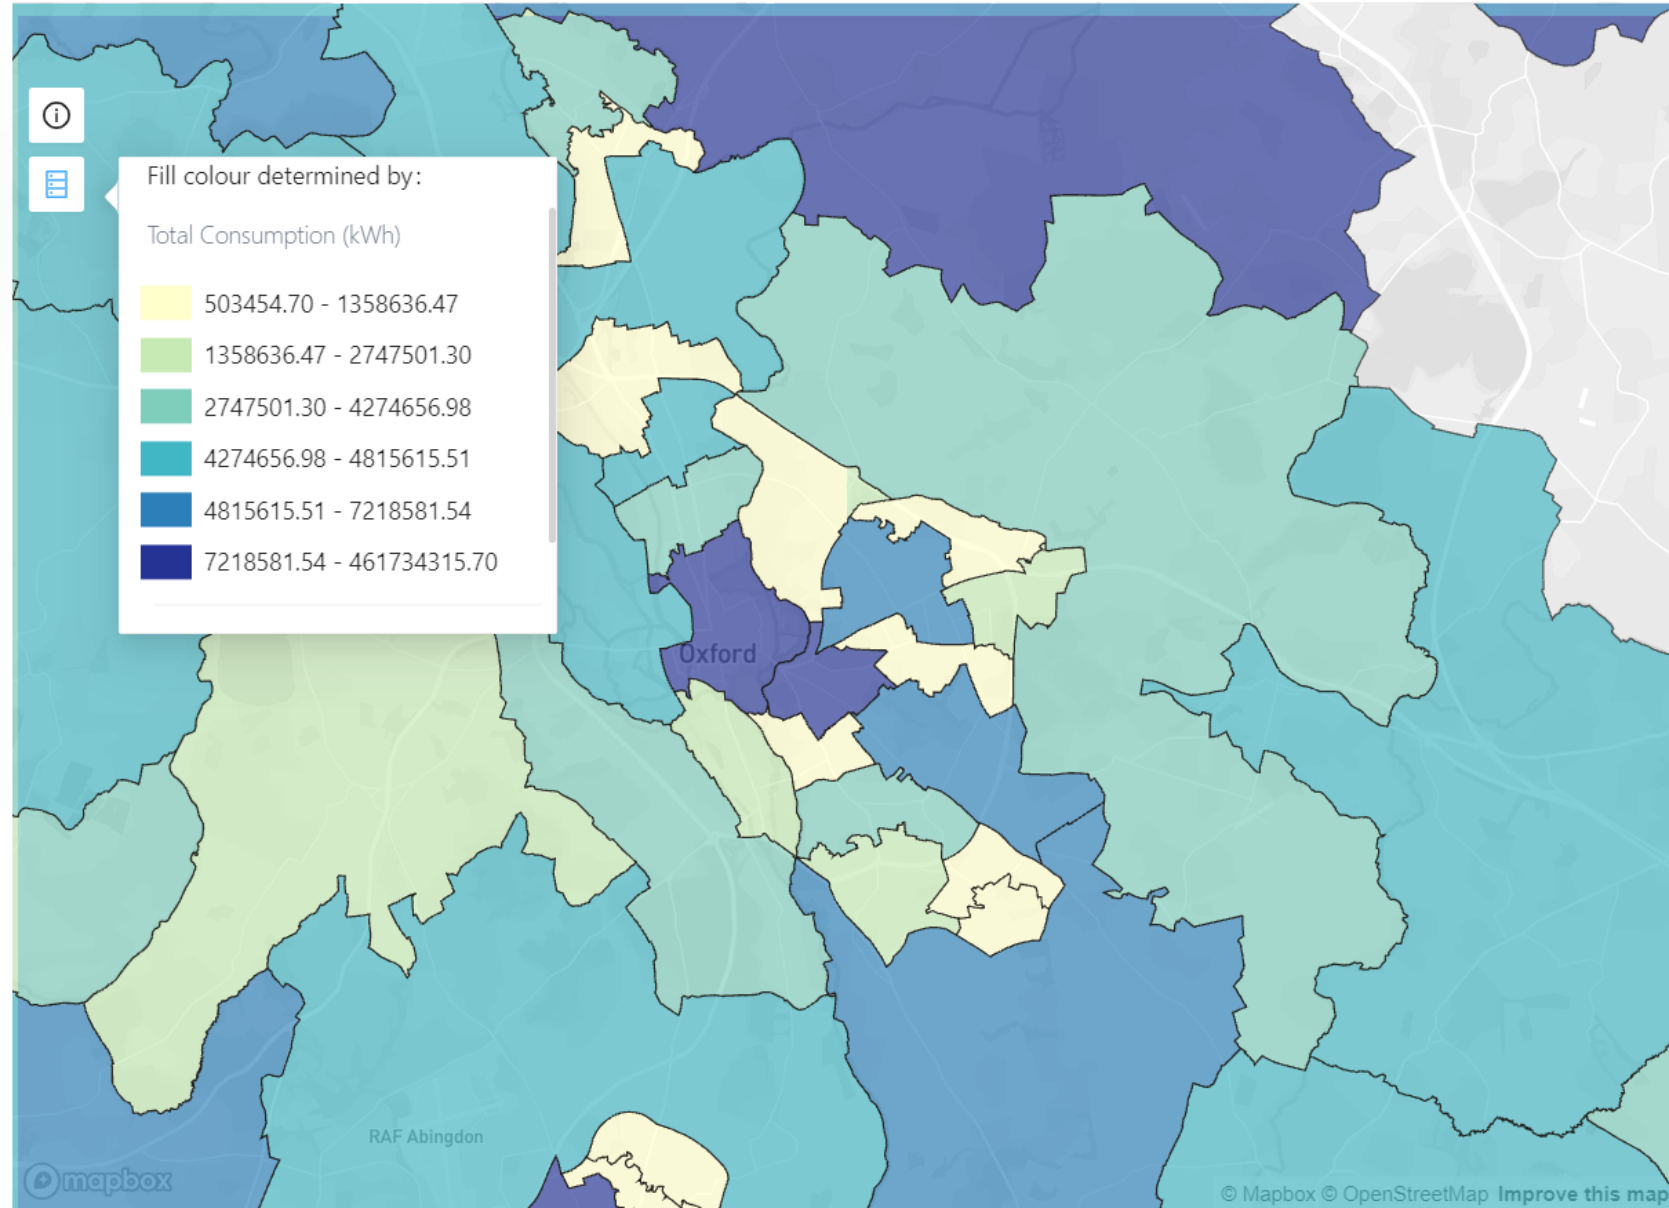 Fill colour determined by:
Total Consumption (kWh)
503454.70 - 1358636.47
1358636.47 - 2747501.30
2747501.30 - 4274656.98
4274656.98 - 4815615.51
4815615.51 - 7218581.54
7218581.54 - 461734315.70
Oxford
RAF Abingdon
mapbox
© Mapbox © OpenStreetMap Improve this map